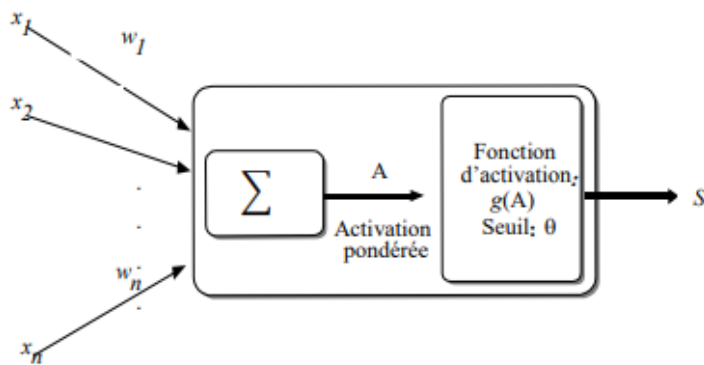 x1
w1
x2
∑
A
Activation
pondérée
Fonction
d'activation:
g(A)
Seuil: θ
S
wn
xn